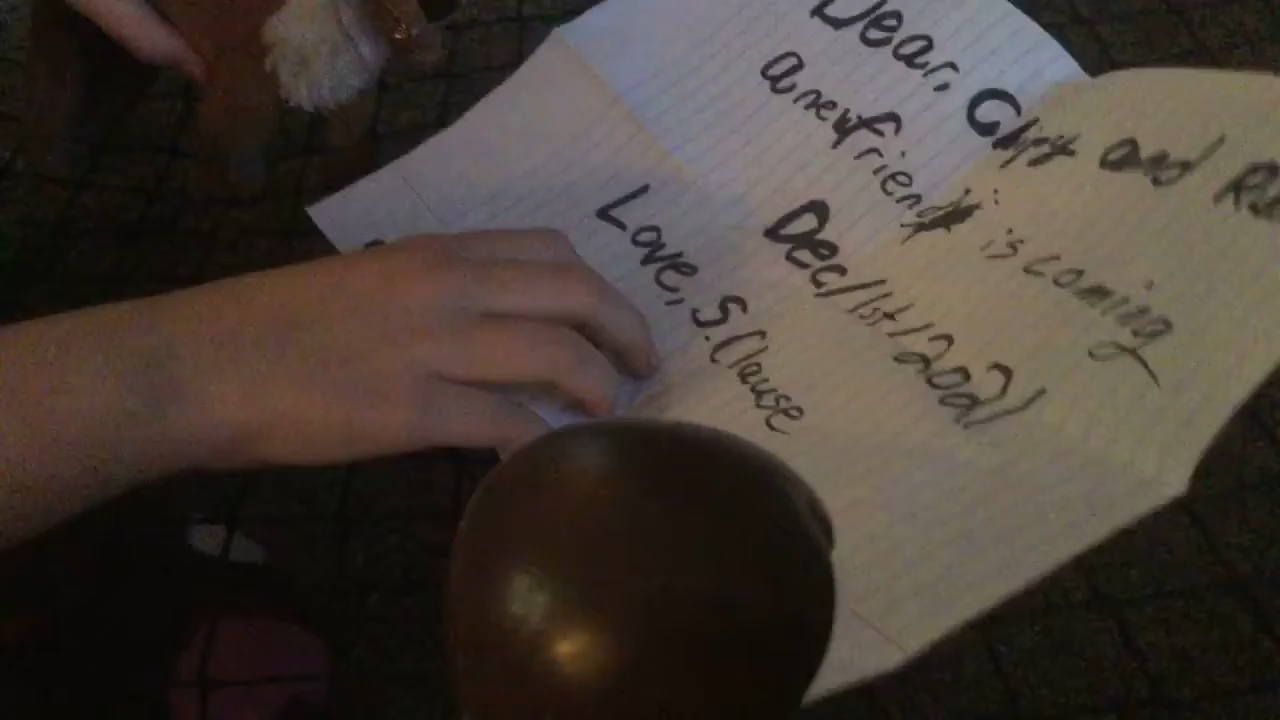 Dear, and
a new friend is coming
Dec/1st/2021
Love, S. Clause